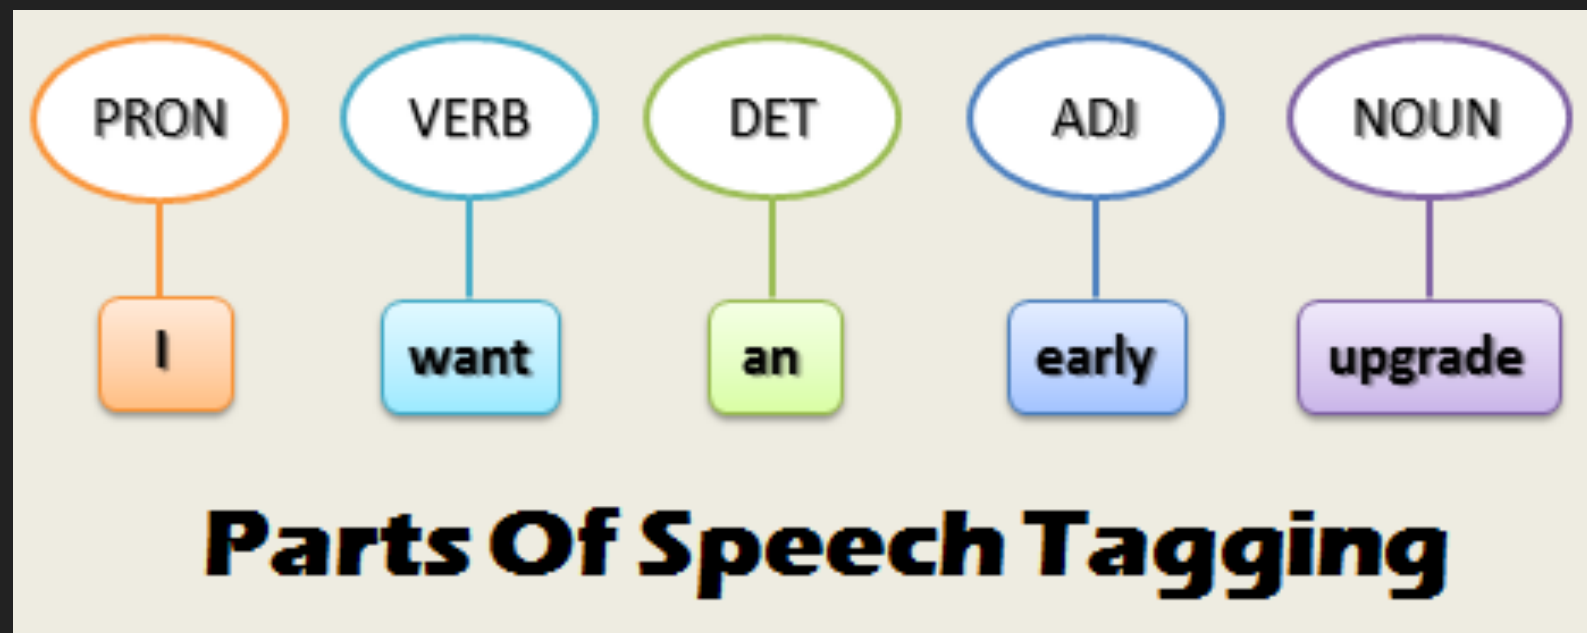 PRON VERB DET ADJ NOUN
I want an early upgrade
Parts Of Speech Tagging